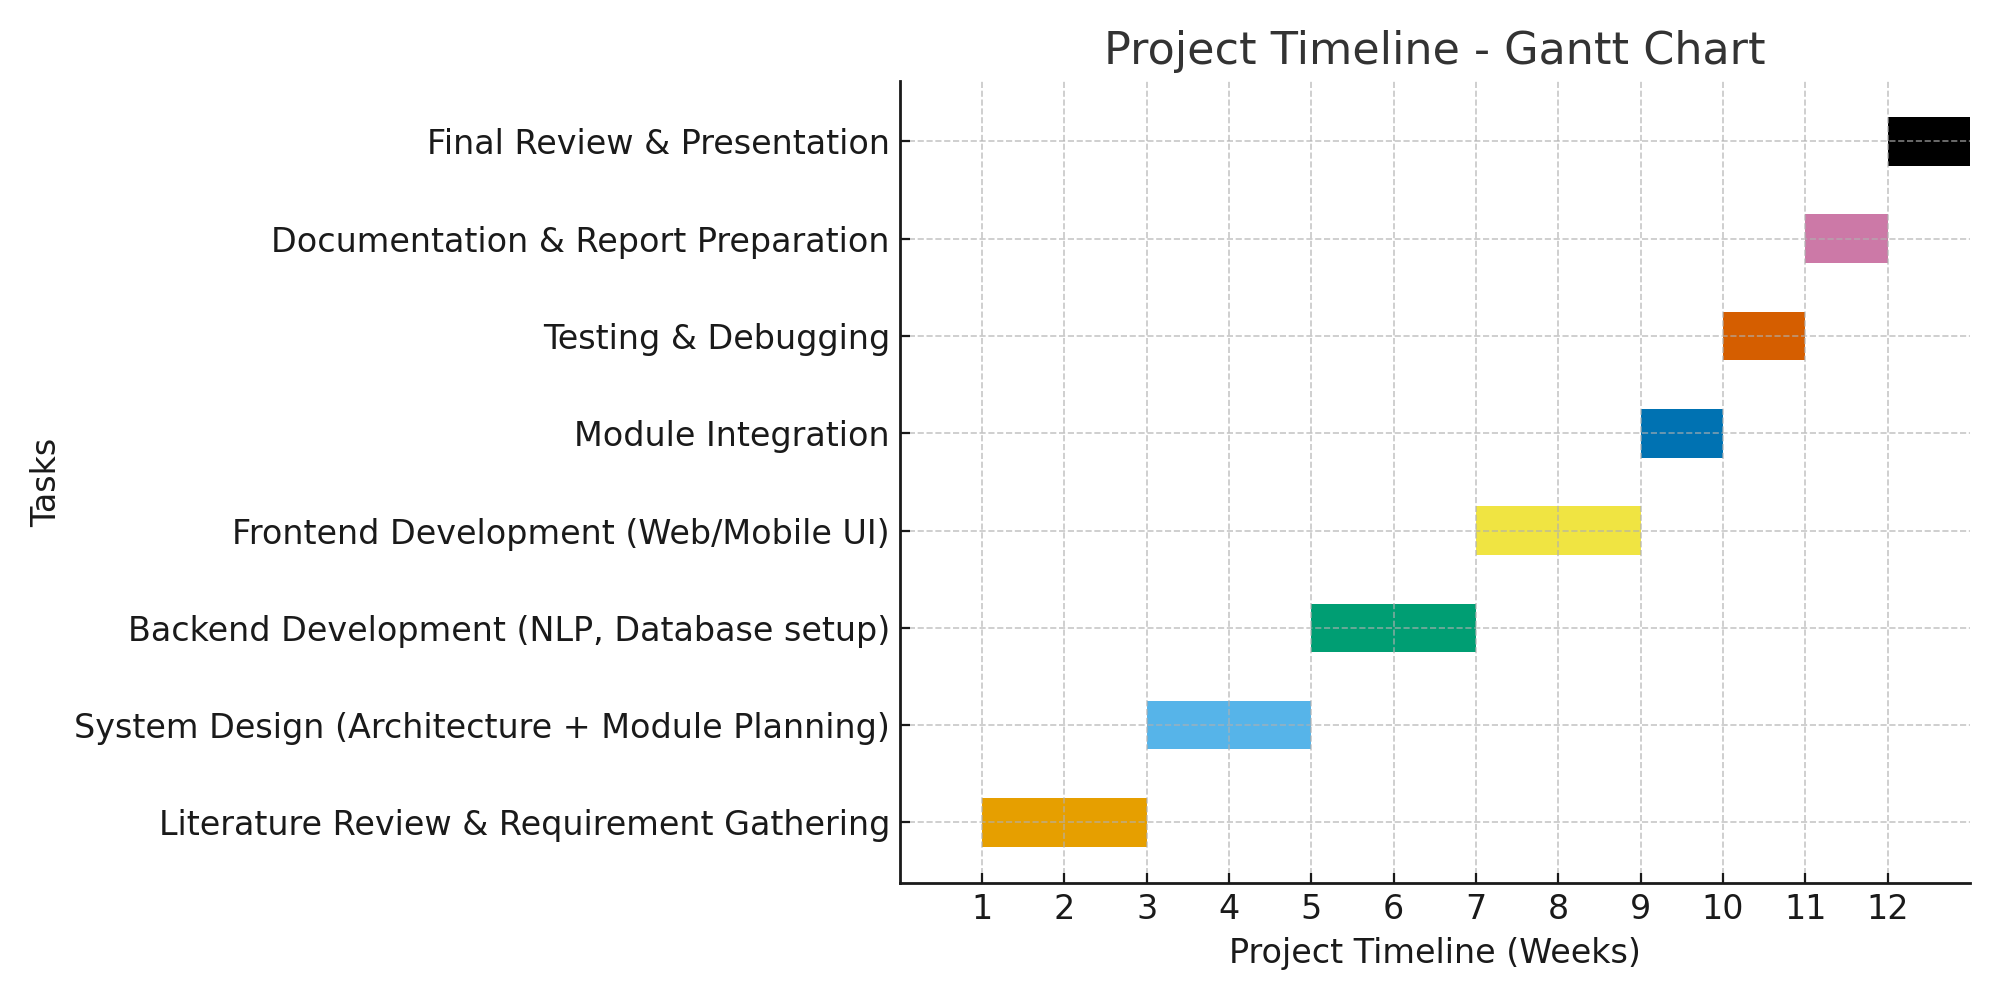 Project Timeline - Gantt Chart
Final Review & Presentation
Documentation & Report Preparation
Testing & Debugging
Module Integration
Frontend Development (Web/Mobile UI)
Backend Development (NLP, Database setup)
System Design (Architecture + Module Planning)
Literature Review & Requirement Gathering
Tasks
1 2 3 4 5 6 7 8 9 10 11 12
Project Timeline (Weeks)